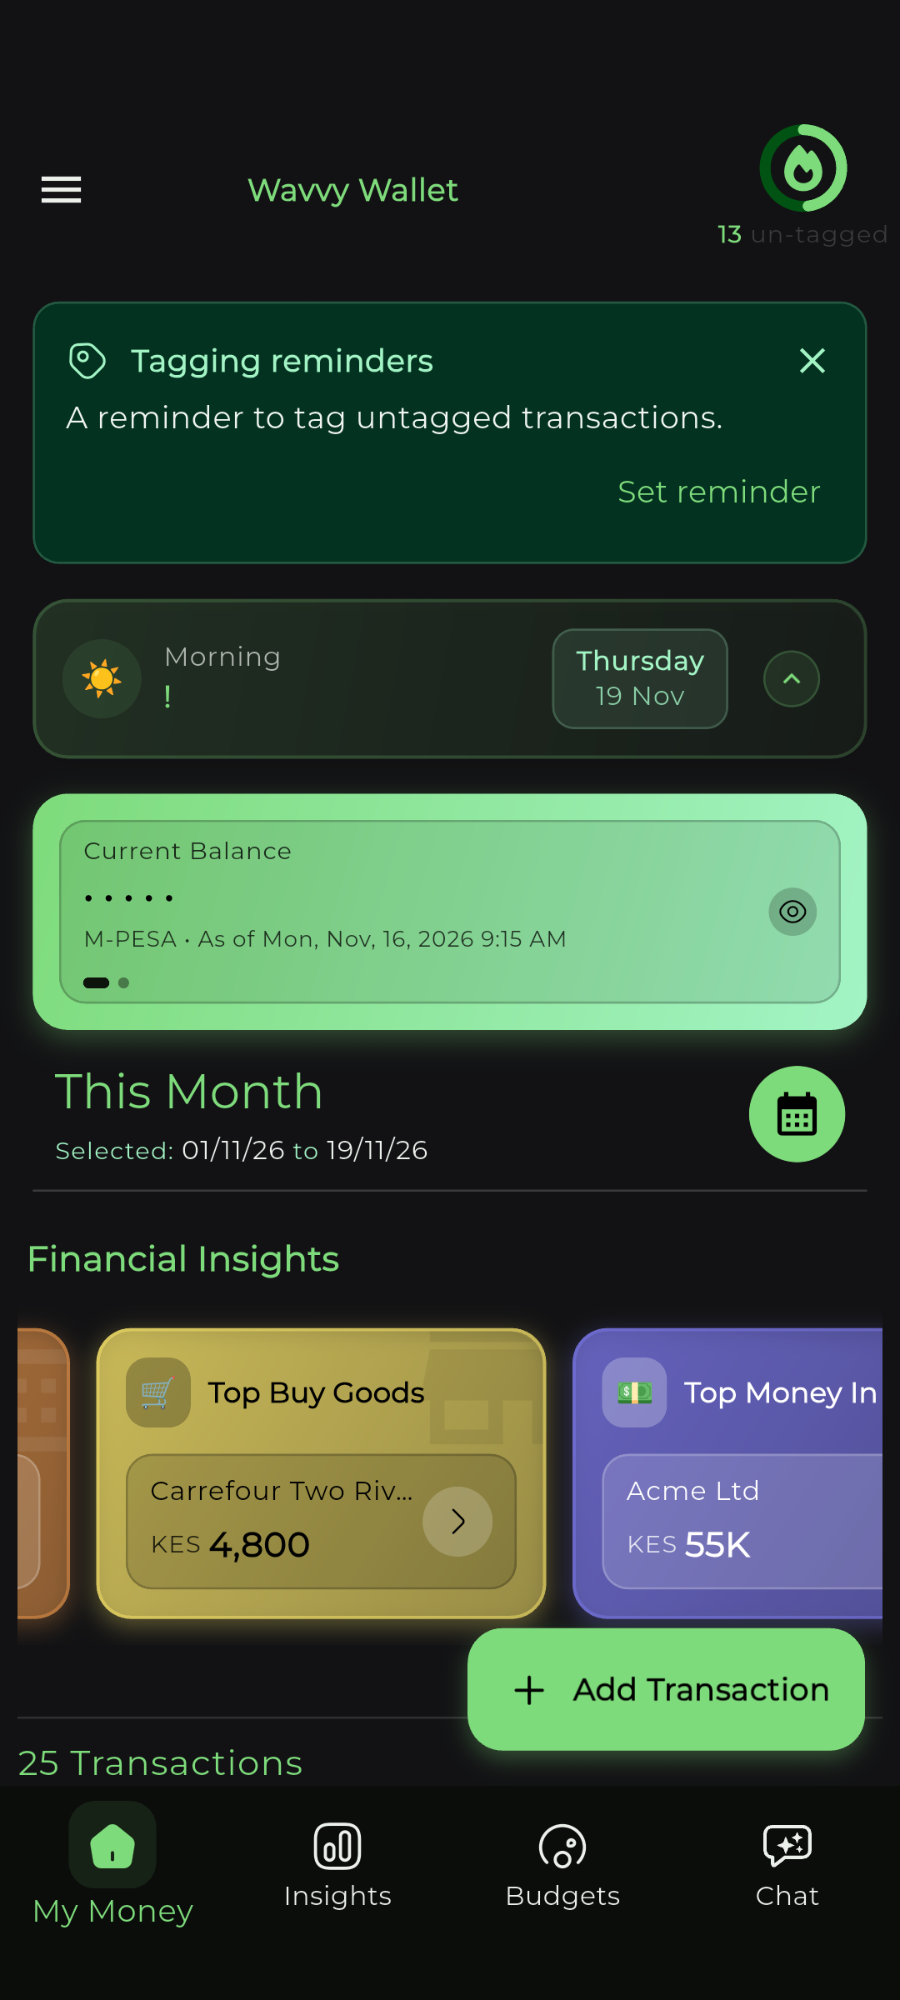 Wavvy Wallet
13 un-tagged
Tagging reminders
A reminder to tag untagged transactions.
Set reminder
Morning
!
Thursday
19 Nov
Current Balance
• • • • •
M-PESA • As of Mon, Nov, 16, 2026 9:15 AM
This Month
Selected: 01/11/26 to 19/11/26
Financial Insights
Top Buy Goods
Carrefour Two Riv...
KES 4,800
Top Money In
Acme Ltd
KES 55K
Add Transaction
25 Transactions
My Money
Insights
Budgets
Chat